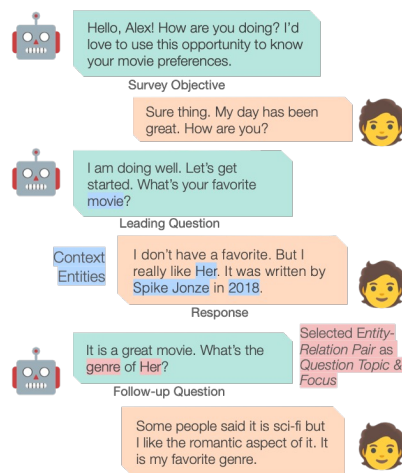 Hello, Alex! How are you doing? I'd
love to use this opportunity to know
your movie preferences.
Survey Objective
Sure thing. My day has been
great. How are you?
I am doing well. Let's get
started. What's your favorite
movie?
Leading Question
Context
Entities
I don't have a favorite. But I
really like Her. It was written by
Spike Jonze in 2018.
Response
It is a great movie. What's the
genre of Her?
Selected Entity-
Relation Pair as
Question Topic &
Focus
Follow-up Question
Some people said it is sci-fi but
I like the romantic aspect of it. It
is my favorite genre.